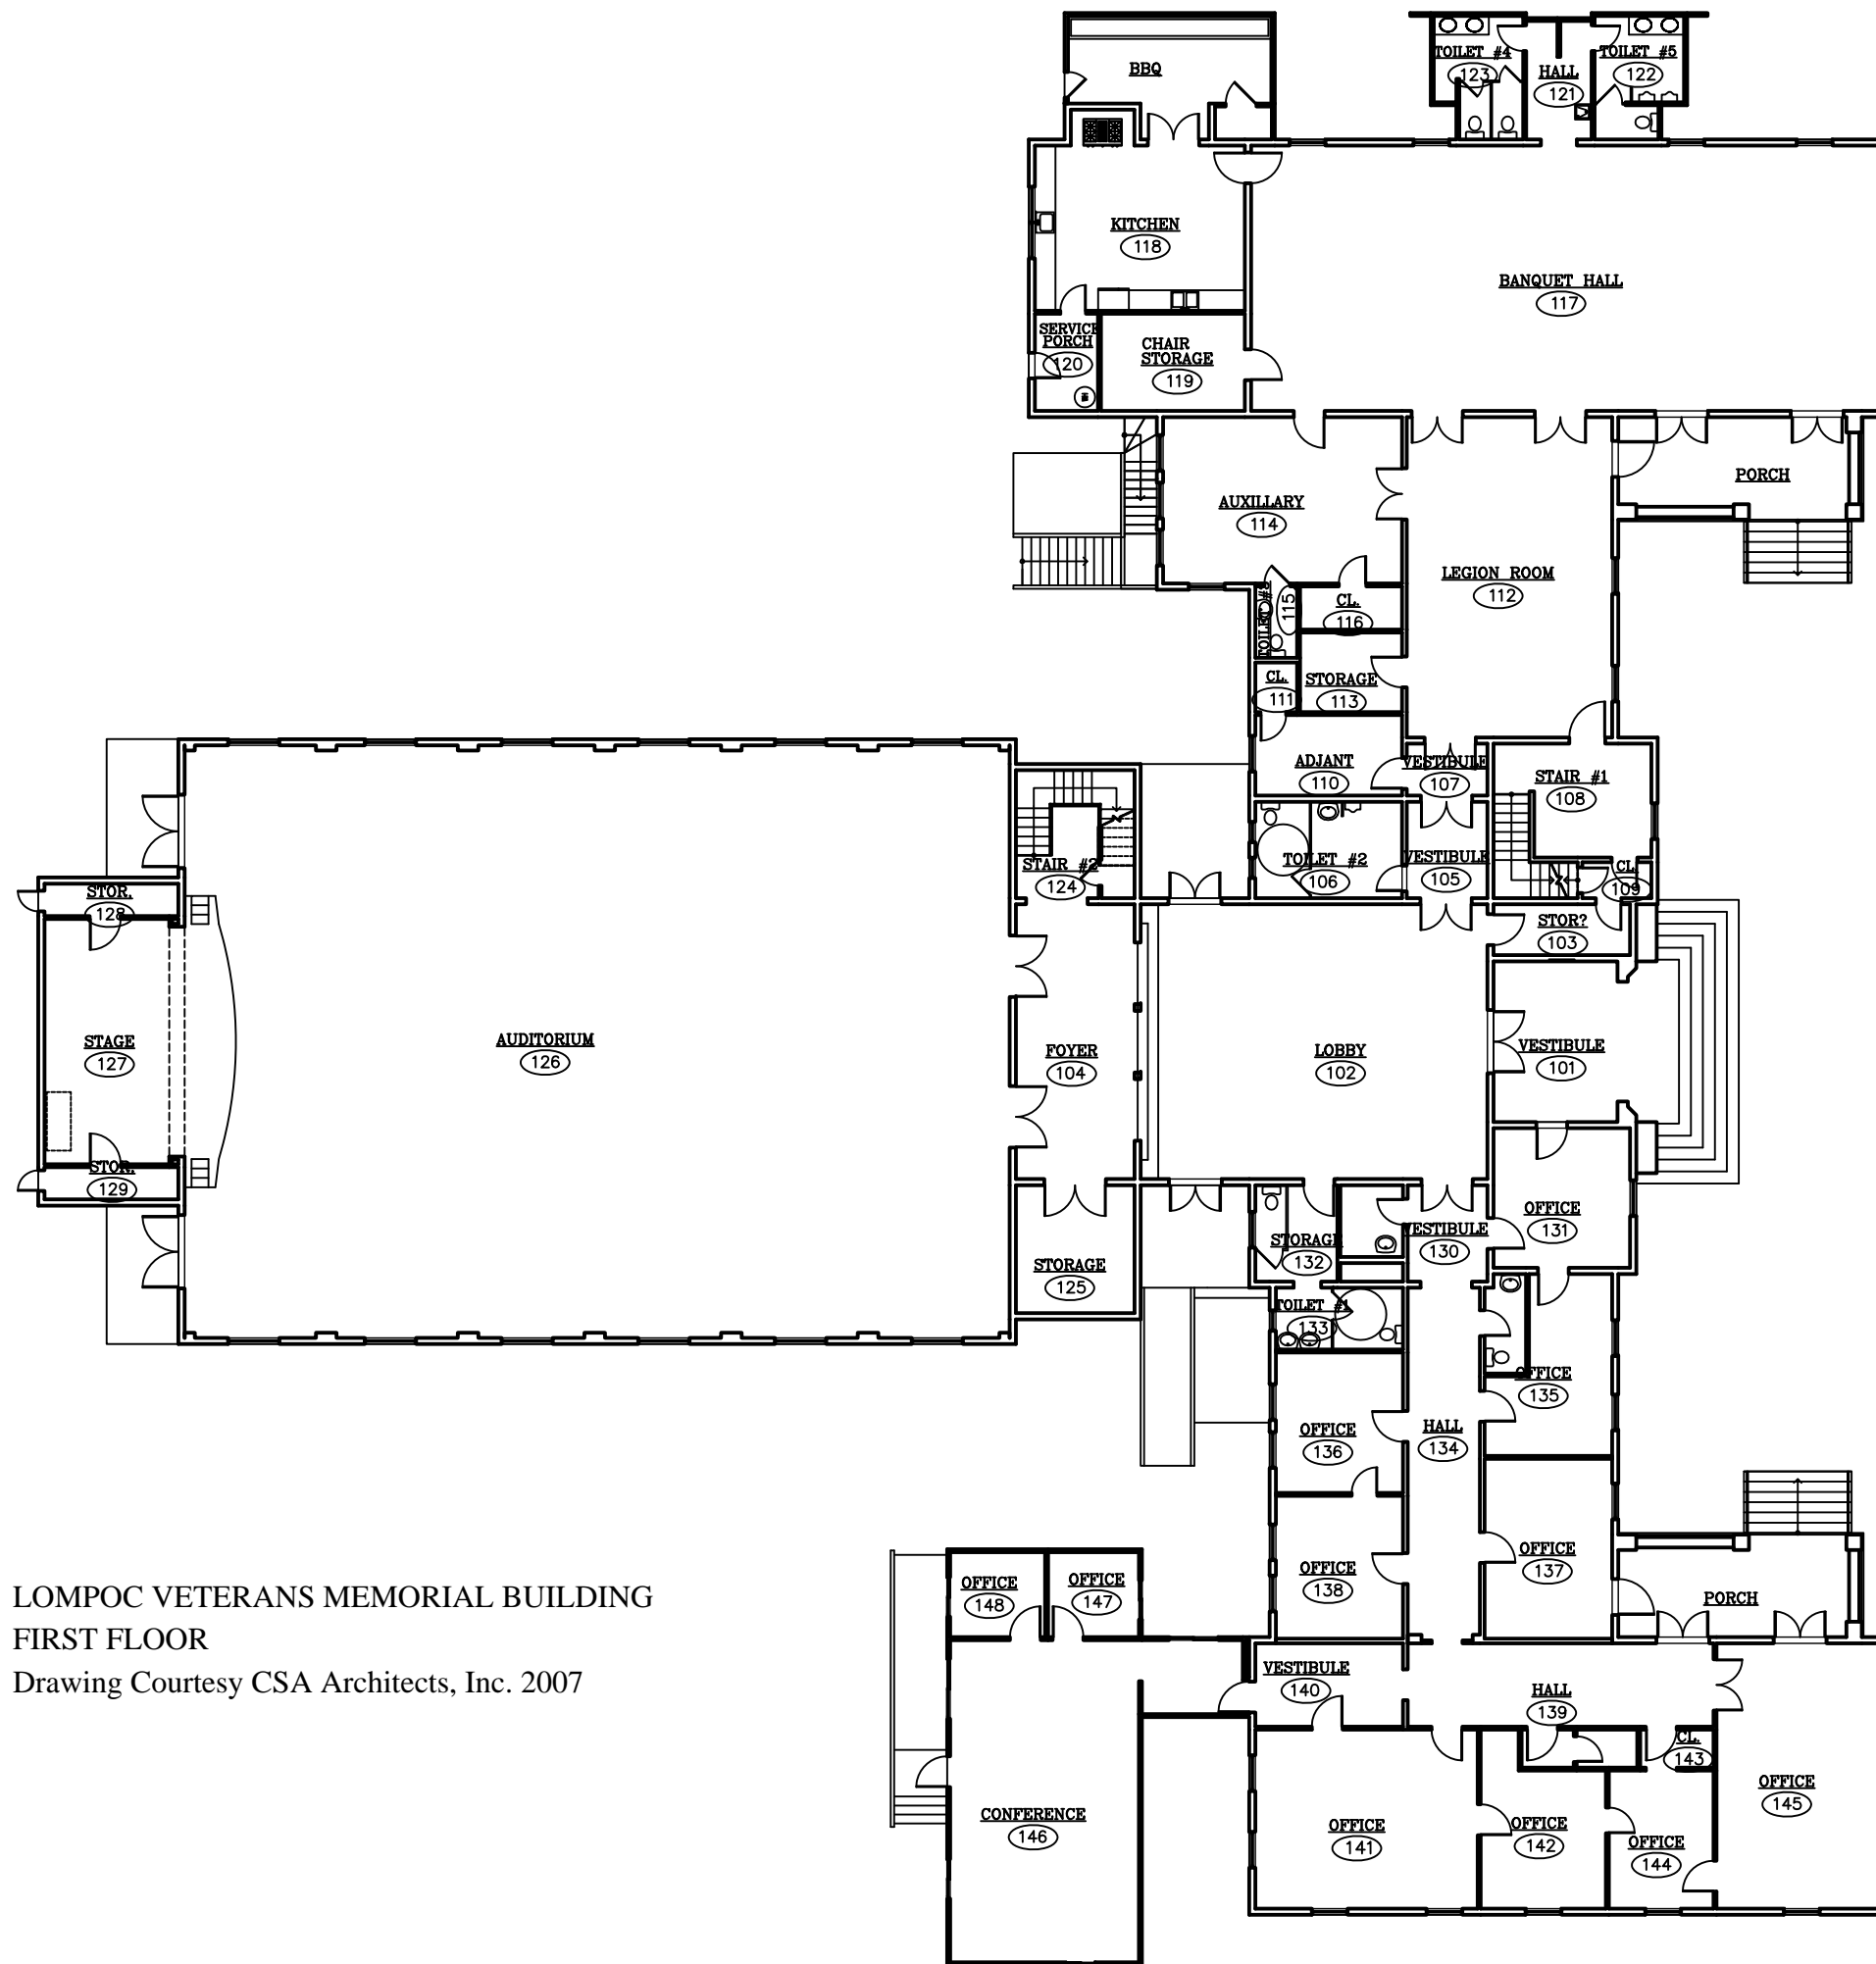 TOILET #4
123
HALL
121
TOILET #5
122
BBQ
KITCHEN
118
BANQUET HALL
117
SERVICE
PORCH
120
CHAIR
STORAGE
119
PORCH
AUXILLARY
114
LEGION ROOM
112
TOILET #3
115
CL.
116
CL.
111
STORAGE
113
ADJANT
110
VESTIBULE
107
STAIR #1
108
STAIR #2
124
TOILET #2
106
VESTIBULE
105
CL.
109
STOR.
128
STOR?
103
STAGE
127
AUDITORIUM
126
FOYER
104
LOBBY
102
VESTIBULE
101
STOR.
129
OFFICE
131
STORAGE
125
STORAGE
132
VESTIBULE
130
TOILET #1
133
OFFICE
135
OFFICE
136
HALL
134
OFFICE
138
OFFICE
137
PORCH
OFFICE
148
OFFICE
147
LOMPOC VETERANS MEMORIAL BUILDING
FIRST FLOOR
Drawing Courtesy CSA Architects, Inc. 2007
VESTIBULE
140
HALL
139
CL.
143
CONFERENCE
146
OFFICE
141
OFFICE
142
OFFICE
144
OFFICE
145